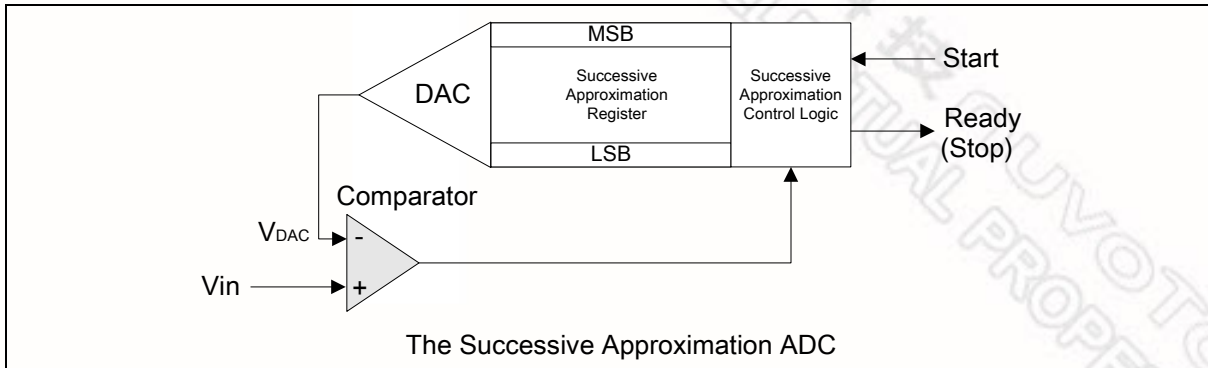 MSB
DAC
Successive
Approximation
Register
Successive
Approximation
Control Logic
Start
Ready
(Stop)
LSB
Comparator
VDAC
-
Vin
+
The Successive Approximation ADC